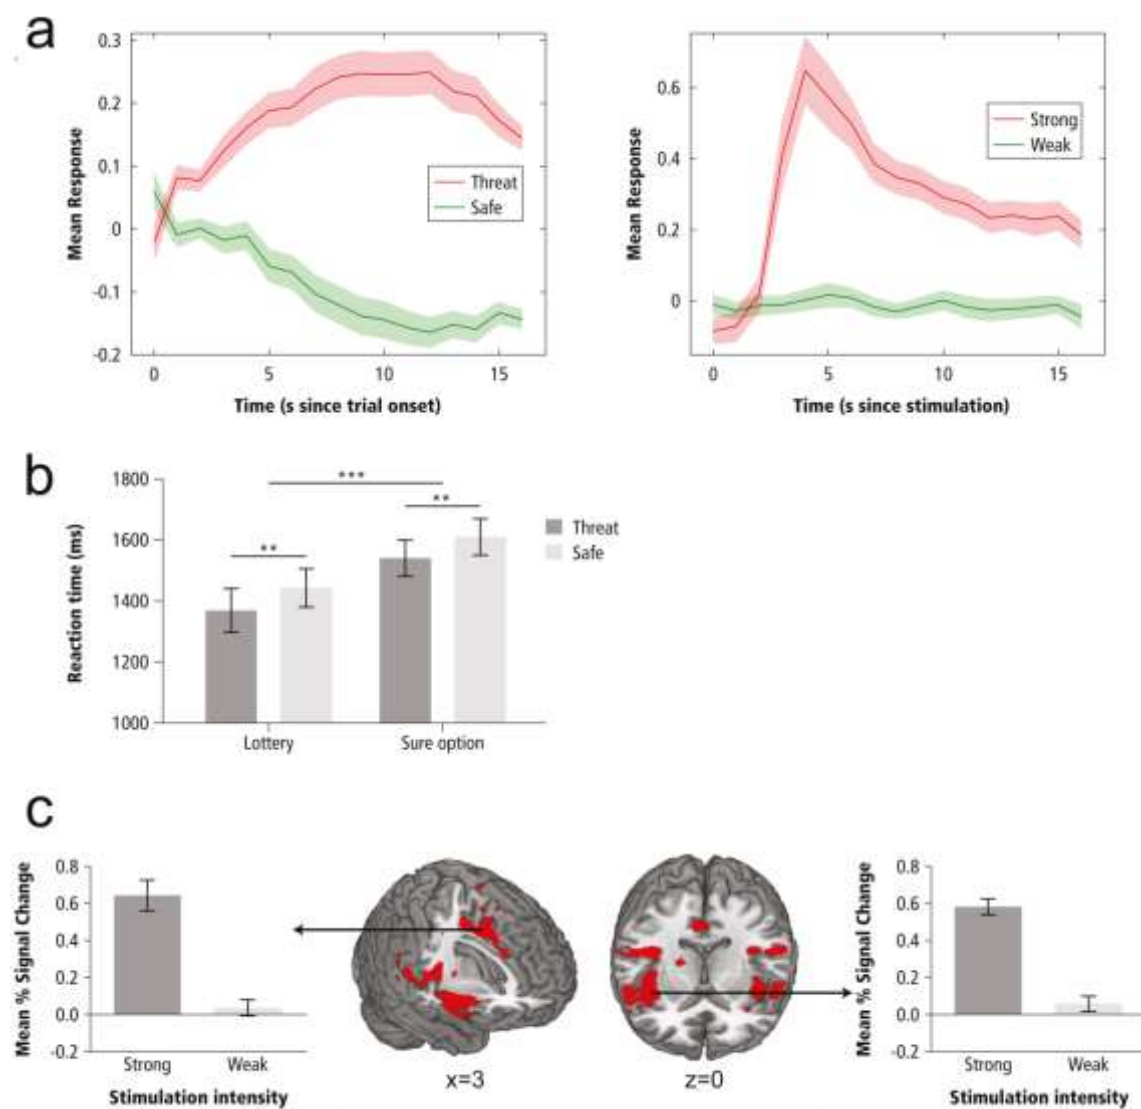 a
0.3
0.2
0.1
0
-0.1
-0.2
Mean Response
0 5 10 15
Time (s since trial onset)
Threat
Safe
0.6
0.4
0.2
0
Mean Response
0 5 10 15
Time (s since stimulation)
Strong
Weak
b
1800
1600
1400
1200
1000
Reaction time (ms)
***
**
**
Threat
Safe
Lottery Sure option
c
0.8
0.6
0.4
0.2
0.0
-0.2
Mean % Signal Change
Strong Weak
Stimulation intensity
x=3
z=0
0.8
0.6
0.4
0.2
0.0
-0.2
Mean % Signal Change
Strong Weak
Stimulation intensity